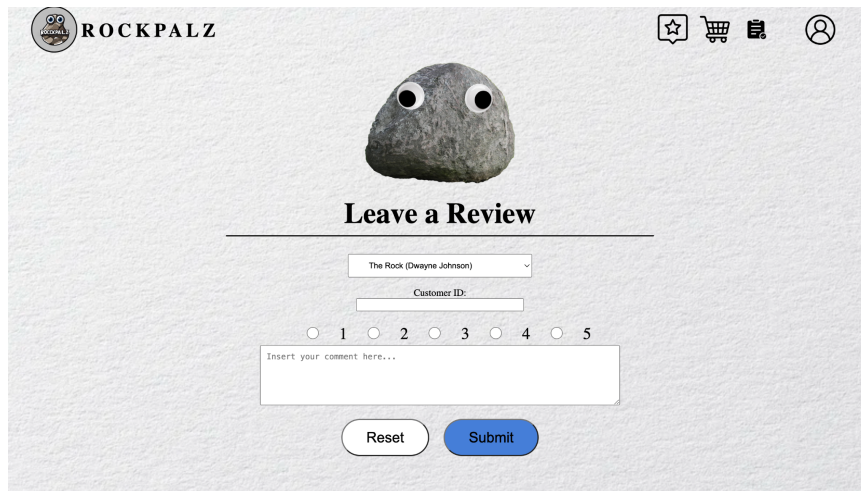 ROCKPALZ
ROCKPALZ
Leave a Review
The Rock (Dwayne Johnson)
Customer ID:
1 2 3 4 5
Insert your comment here...
Reset Submit